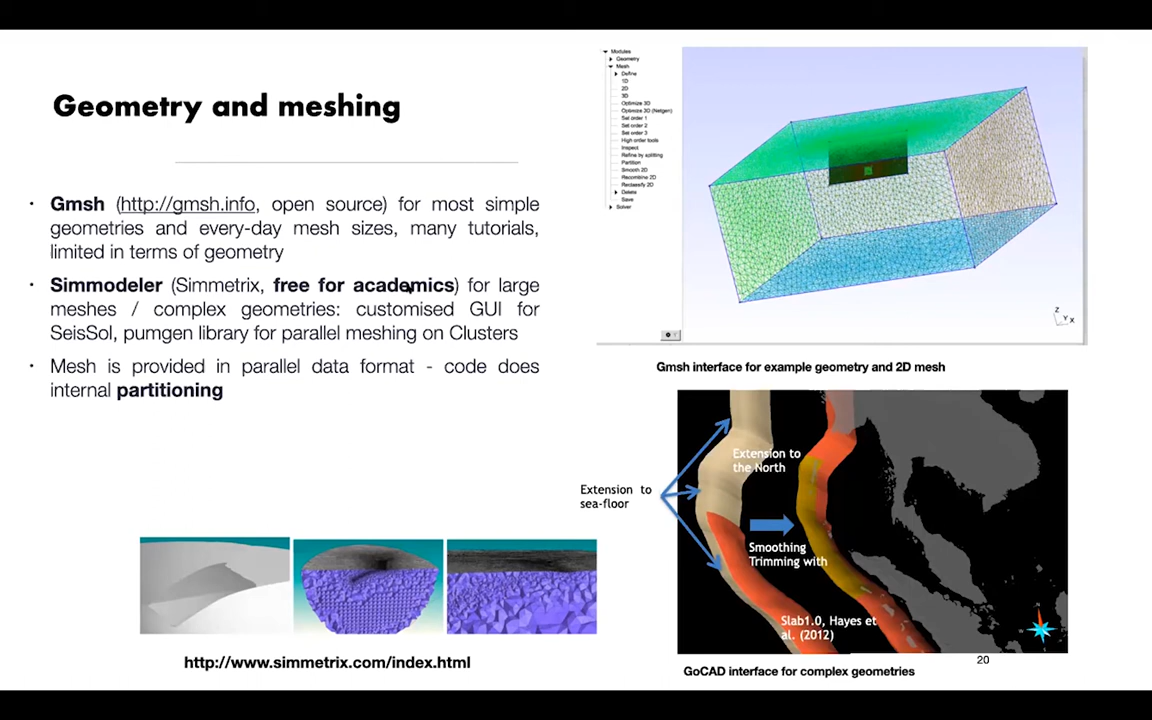 Geometry and meshing
· Gmsh (http://gmsh.info, open source) for most simple
geometries and every-day mesh sizes, many tutorials,
limited in terms of geometry
· Simmodeler (Simmetrix, free for academics) for large
meshes / complex geometries: customised GUI for
SeisSol, pumgen library for parallel meshing on Clusters
· Mesh is provided in parallel data format - code does
internal partitioning
http://www.simmetrix.com/index.html
Modules
Geometry
Mesh
Define
1D
2D
3D
Optimize 3D
Optimize 3D (Netgen)
Set order 1
Set order 2
Set order 3
High order tools
Inspect
Refine by splitting
Partition
Smooth 2D
Recombine 2D
Reclassify 2D
Delete
Save
Solver
Z
Y X
Gmsh interface for example geometry and 2D mesh
Extension to
the North
Extension to
sea-floor
Smoothing
Trimming with
Slab1.0, Hayes et
al. (2012)
20
GoCAD interface for complex geometries